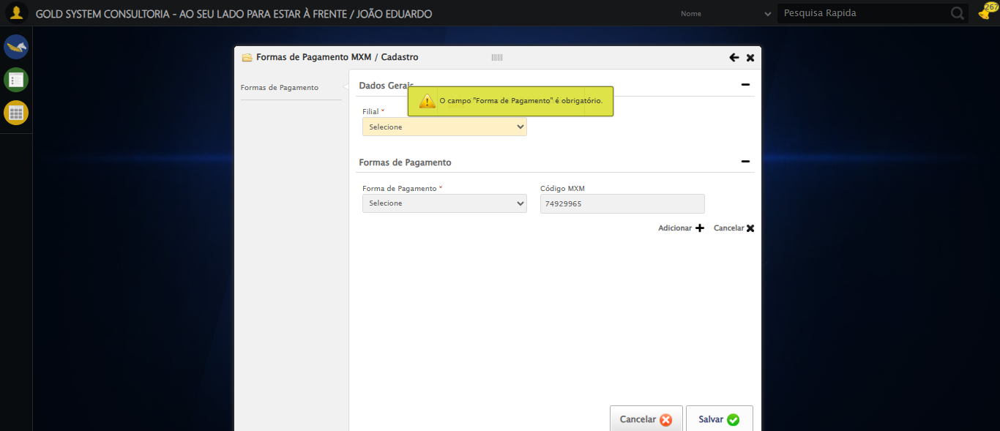 GOLD SYSTEM CONSULTORIA - AO SEU LADO PARA ESTAR À FRENTE / JOÃO EDUARDO
Nome
Pesquisa Rapida
267
Formas de Pagamento MXM / Cadastro
Formas de Pagamento
Dados Gerais
O campo "Forma de Pagamento" é obrigatório.
Filial *
Selecione
Formas de Pagamento
Forma de Pagamento *
Código MXM
Selecione
74929965
Adicionar
Cancelar
Cancelar
Salvar